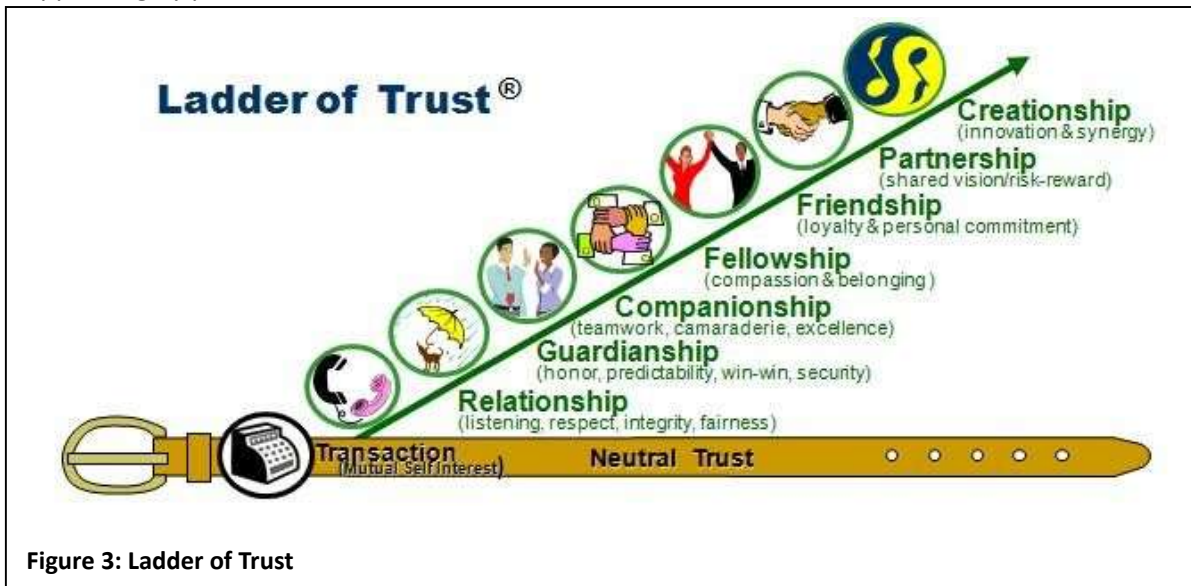 Ladder of Trust ®
Creationship
(innovation & synergy)
Partnership
(shared vision/risk-reward)
Friendship
(loyalty & personal commitment)
Fellowship
(compassion & belonging)
Companionship
(teamwork, camaraderie, excellence)
Guardianship
(honor, predictability, win-win, security)
Relationship
(listening, respect, integrity, fairness)
Transaction
(Mutual Self Interest)
Neutral Trust
Figure 3: Ladder of Trust